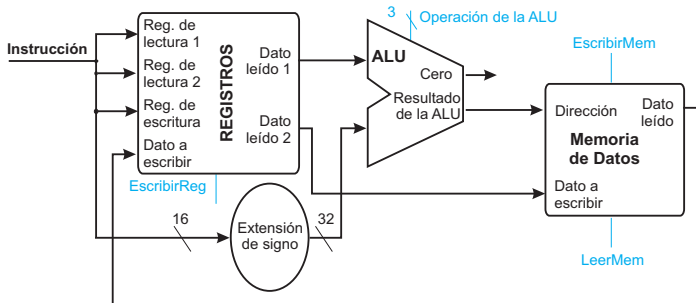 Instrucción
Reg. de
lectura 1
Reg. de
lectura 2
Reg. de
escritura
Dato a
escribir
REGISTROS
Dato
leído 1
Dato
leído 2
EscribirReg
16
Extensión
de signo
32
3
Operación de la ALU
ALU
Cero
Resultado
de la ALU
EscribirMem
Dirección
Dato
leído
Memoria
de Datos
Dato a
escribir
LeerMem